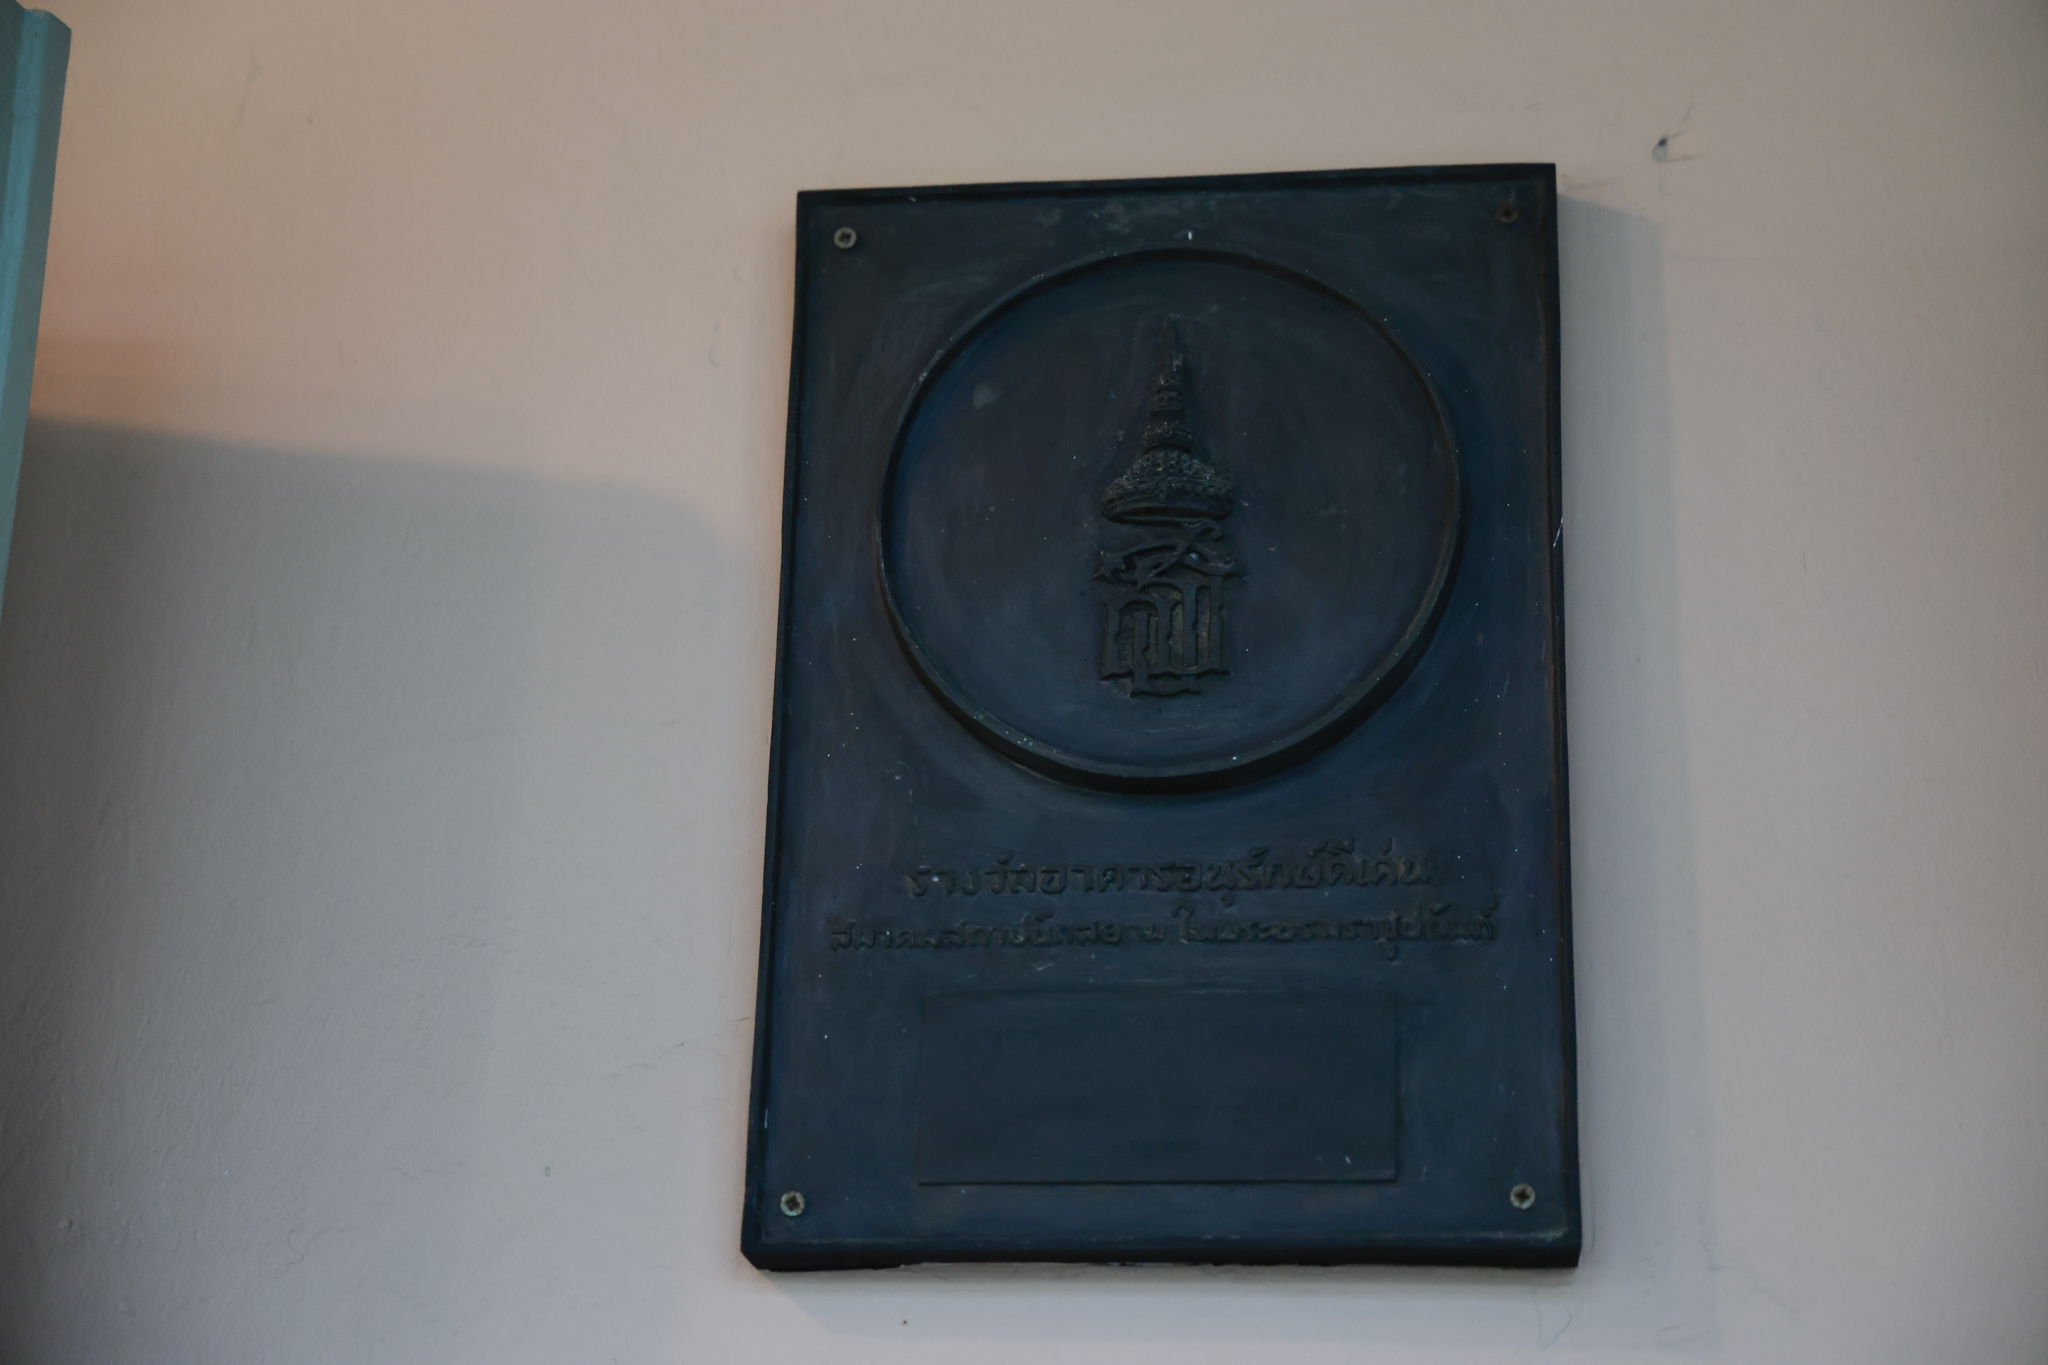 รางวัลอาคารอนุรักษ์ดีเด่น
สมาคมสถาปนิกสยาม ในพระบรมราชูปถัมภ์